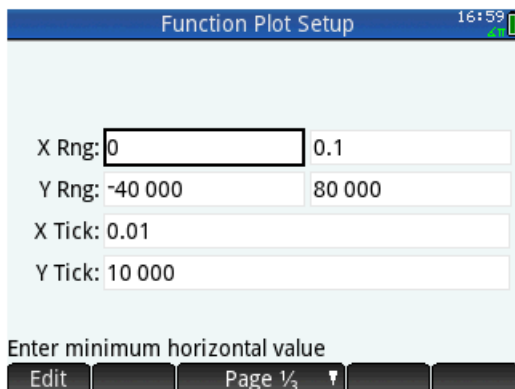 Function Plot Setup
16:59
∡π
X Rng: 0 0.1
Y Rng: -40 000 80 000
X Tick: 0.01
Y Tick: 10 000
Enter minimum horizontal value
Edit Page ⅓ ▼